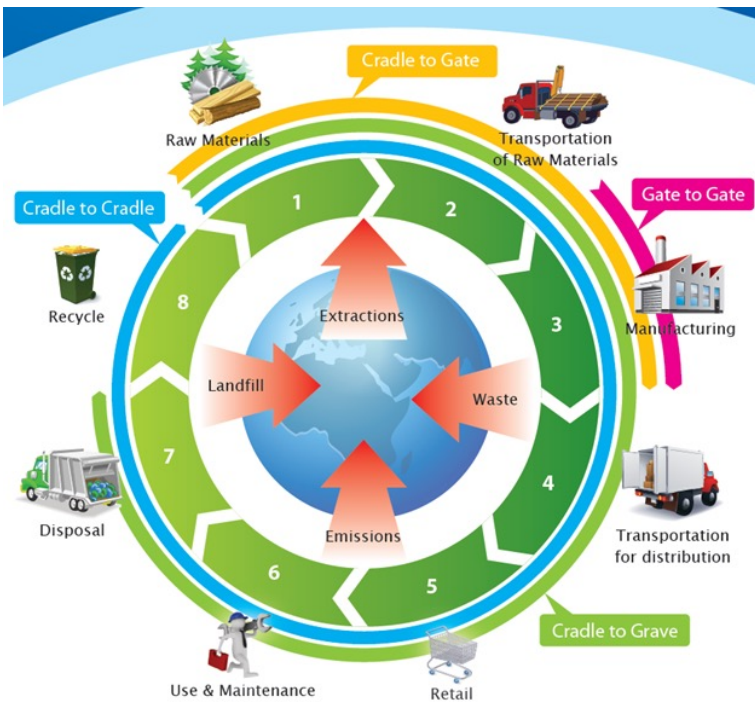 Cradle to Gate
Raw Materials
Transportation
of Raw Materials
Cradle to Cradle
Gate to Gate
1
2
8
3
Recycle
Extractions
Manufacturing
Landfill
Waste
7
4
Disposal
Emissions
Transportation
for distribution
6
5
Cradle to Grave
Use & Maintenance
Retail